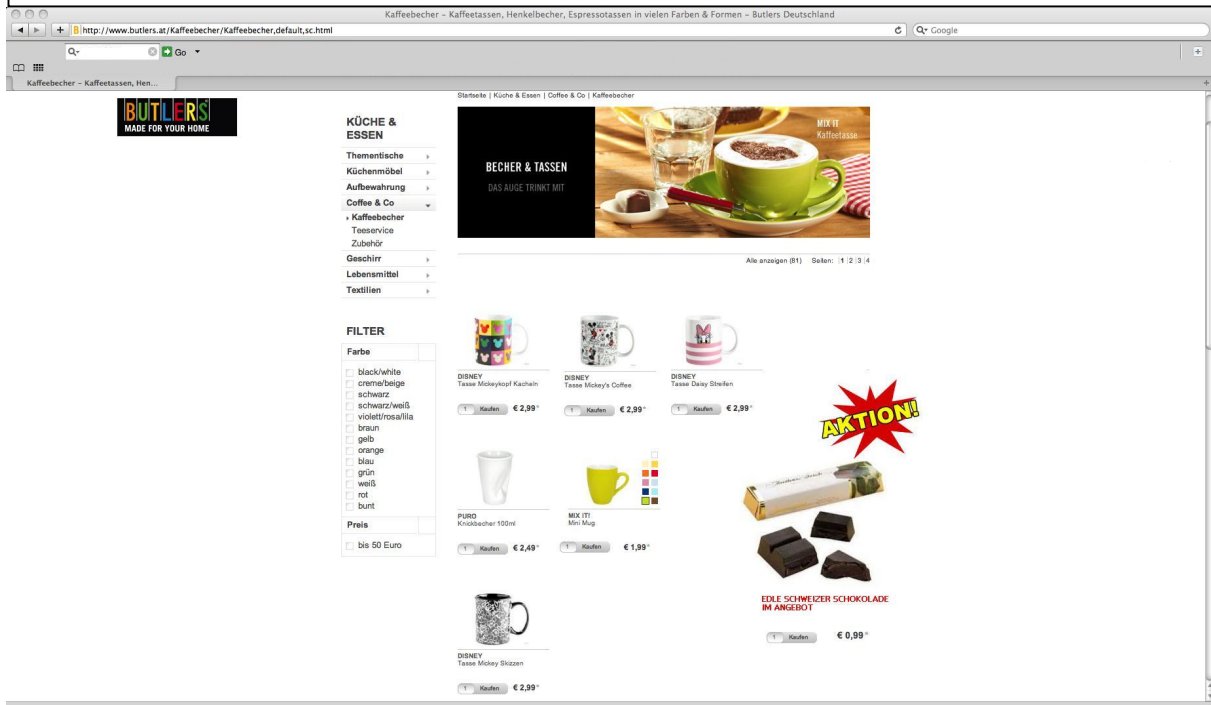 Kaffeebecher – Kaffeetassen, Henkelbecher, Espressotassen in vielen Farben & Formen – Butlers Deutschland
http://www.butlers.at/Kaffeebecher/Kaffeebecher,default,sc.html
Google
Go
Kaffeebecher – Kaffeetassen, Hen...
BUTLERS
MADE FOR YOUR HOME
Startseite | Küche & Essen | Coffee & Co | Kaffeebecher
KÜCHE &
ESSEN
Thementische
Küchenmöbel
Aufbewahrung
Coffee & Co
Kaffeebecher
Teeservice
Zubehör
Geschirr
Lebensmittel
Textilien
BECHER & TASSEN
DAS AUGE TRINKT MIT
MIX IT
Kaffeetasse
Alle anzeigen (81) Seiten: |1|2|3|4
FILTER
Farbe
black/white
creme/beige
schwarz
schwarz/weiß
violett/rosa/lila
braun
gelb
orange
blau
grün
weiß
rot
bunt
Preis
bis 50 Euro
DISNEY
Tasse Mickeykopf Kacheln
1 Kaufen € 2,99*
DISNEY
Tasse Mickey's Coffee
1 Kaufen € 2,99*
DISNEY
Tasse Daisy Streifen
1 Kaufen € 2,99*
PURO
Knickbecher 100ml
1 Kaufen € 2,49*
MIX IT!
Mini Mug
1 Kaufen € 1,99*
DISNEY
Tasse Mickey Skizzen
1 Kaufen € 2,99*
AKTION!
EDLE SCHWEIZER SCHOKOLADE
IM ANGEBOT
1 Kaufen € 0,99*